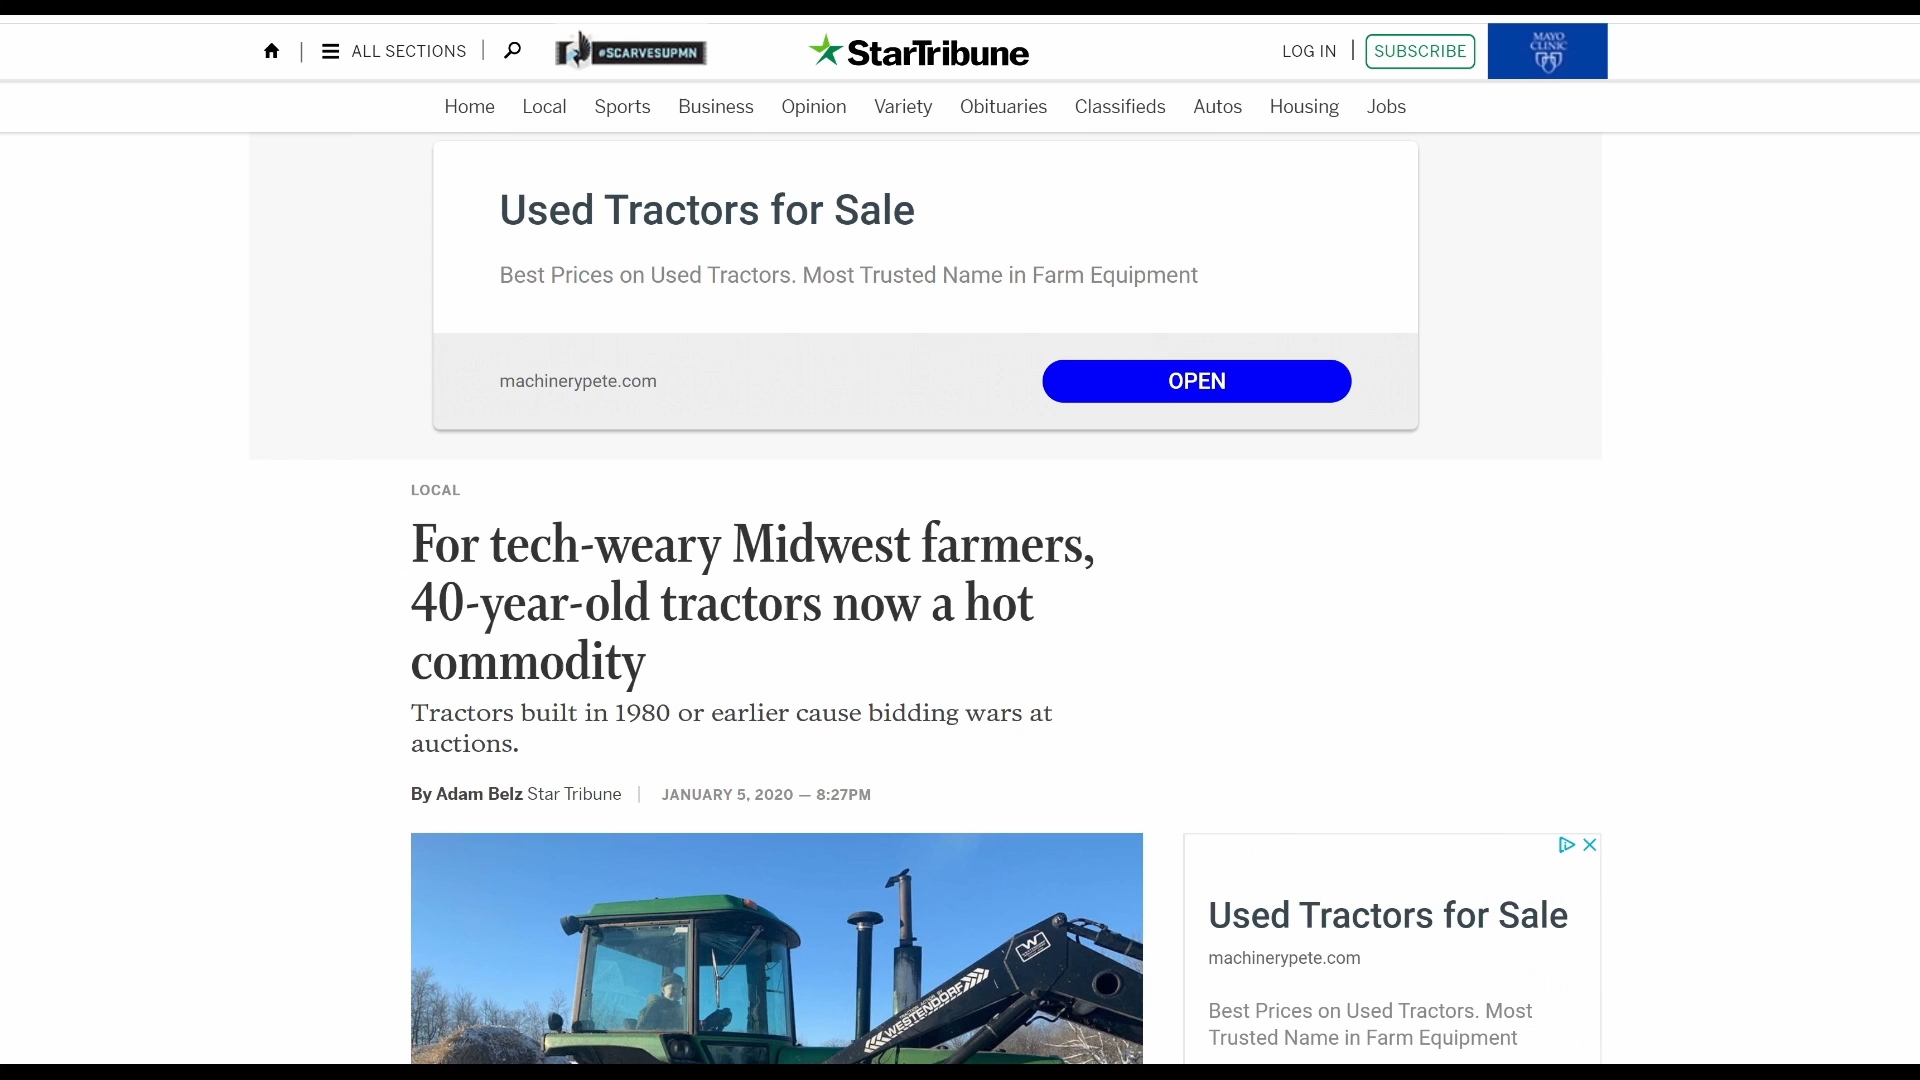 ALL SECTIONS
#SCARVESUPMN
StarTribune
LOG IN
SUBSCRIBE
MAYO
CLINIC
Home Local Sports Business Opinion Variety Obituaries Classifieds Autos Housing Jobs
Used Tractors for Sale
Best Prices on Used Tractors. Most Trusted Name in Farm Equipment
machinerypete.com
OPEN
LOCAL
For tech-weary Midwest farmers,
40-year-old tractors now a hot
commodity
Tractors built in 1980 or earlier cause bidding wars at
auctions.
By Adam Belz Star Tribune | JANUARY 5, 2020 — 8:27PM
W
WESTENDORF
Used Tractors for Sale
machinerypete.com
Best Prices on Used Tractors. Most
Trusted Name in Farm Equipment